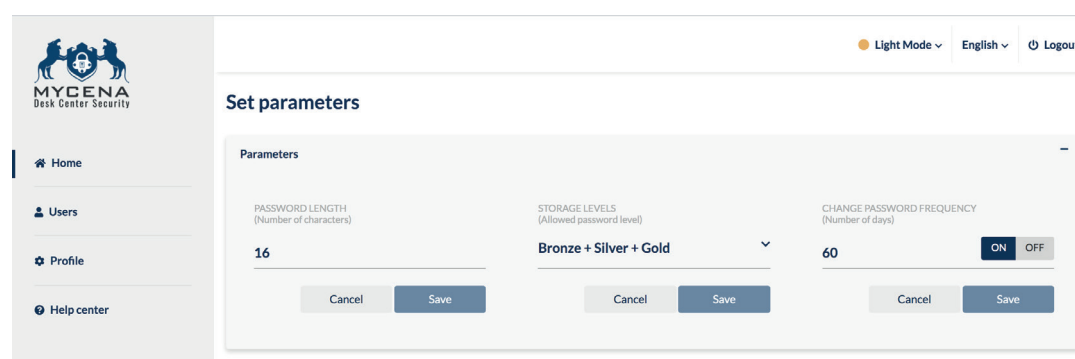 MYCENA
Desk Center Security
Home
Users
Profile
Help center
Light Mode
English
Logou
Set parameters
Parameters
PASSWORD LENGTH
(Number of characters)
16
Cancel
Save
STORAGE LEVELS
(Allowed password level)
Bronze + Silver + Gold
Cancel
Save
CHANGE PASSWORD FREQUENCY
(Number of days)
60
ON
OFF
Cancel
Save